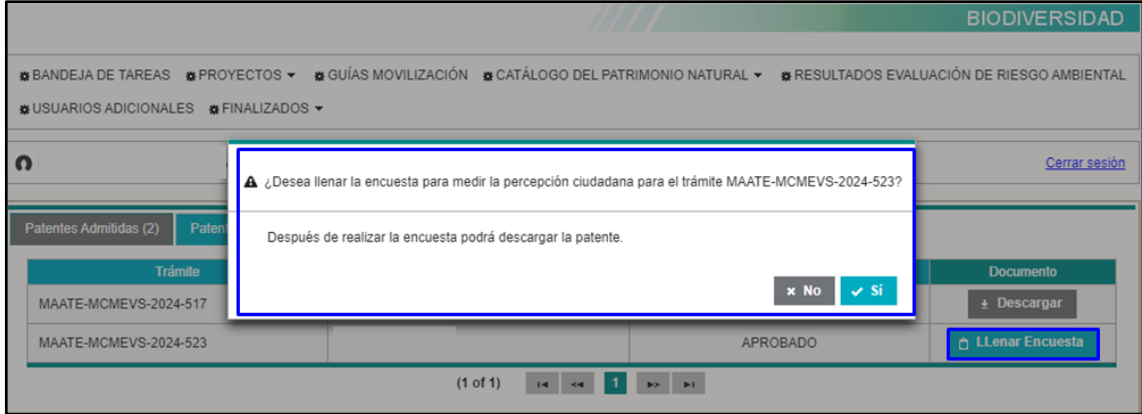 BIODIVERSIDAD
BANDEJA DE TAREAS PROYECTOS GUÍAS MOVILIZACIÓN CATÁLOGO DEL PATRIMONIO NATURAL RESULTADOS EVALUACIÓN DE RIESGO AMBIENTAL
USUARIOS ADICIONALES FINALIZADOS
Cerrar sesión
¿Desea llenar la encuesta para medir la percepción ciudadana para el trámite MAATE-MCMEVS-2024-523?
Después de realizar la encuesta podrá descargar la patente.
No Sí
Patentes Admitidas (2)
Trámite Documento
MAATE-MCMEVS-2024-517 Descargar
MAATE-MCMEVS-2024-523 APROBADO LLenar Encuesta
(1 of 1) 1